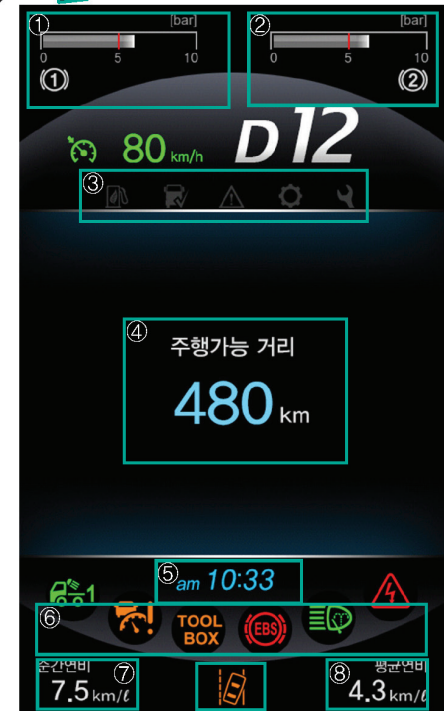 ① [bar] ② [bar]
0 5 10 0 5 10
(1) (2)
80 km/h D 12
③
④
주행가능 거리
480 km
⑤ am 10:33
1
⑥
! TOOL BOX (EBS)
순간연비 ⑦ ⑧ 평균연비
7.5 km/ℓ 4.3 km/ℓ